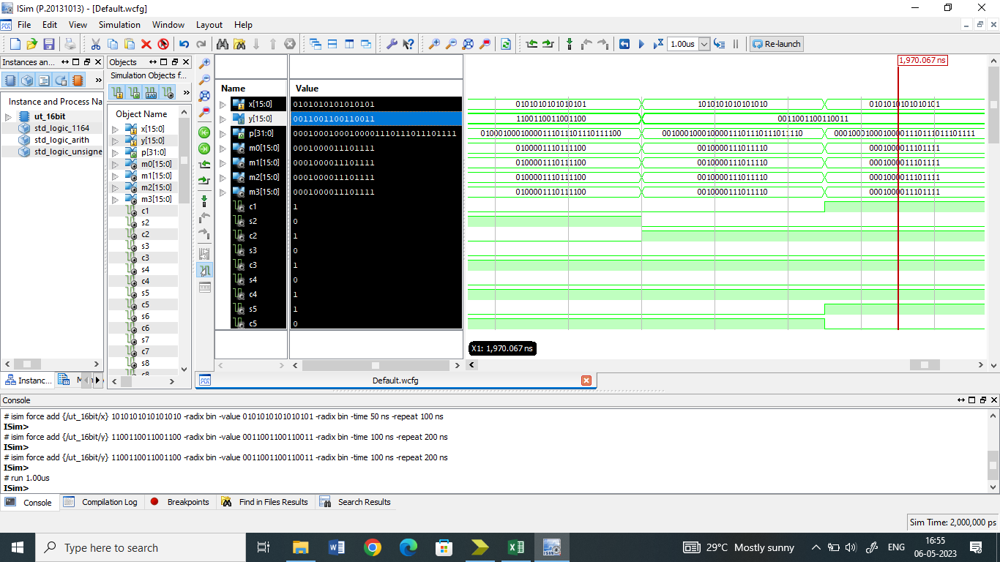 ISim (P.20131013) - [Default.wcfg]
File Edit View Simulation Window Layout Help
1.00us Re-launch
Instances an...
Instance and Process Na
ut_16bit
std_logic_1164
std_logic_arith
std_logic_unsigne
Instanc...
Objects
Simulation Objects f...
Object Name
x[15:0]
y[15:0]
p[31:0]
m0[15:0]
m1[15:0]
m2[15:0]
m3[15:0]
c1
s2
c2
s3
c3
s4
c4
s5
c5
s6
c6
s7
c7
s8
c8
Name Value
x[15:0] 0101010101010101
y[15:0] 0011001100110011
p[31:0] 00010001000100001110111011101111
m0[15:0] 0001000011101111
m1[15:0] 0001000011101111
m2[15:0] 0001000011101111
m3[15:0] 0001000011101111
c1 1
s2 0
c2 1
s3 0
c3 1
s4 0
c4 1
s5 1
c5 0
1,970.067 ns
0101010101010101 1010101010101010 0101010101010101
1100110011001100 0011001100110011
01000100010000111011101110111100 00100010001000011101110111011110 00010001000100001110111011101111
0100001110111100 0010000111011110 0001000011101111
0100001110111100 0010000111011110 0001000011101111
0100001110111100 0010000111011110 0001000011101111
0100001110111100 0010000111011110 0001000011101111
X1: 1,970.067 ns
Default.wcfg
Console
# isim force add {/ut_16bit/x} 1010101010101010 -radix bin -value 0101010101010101 -radix bin -time 50 ns -repeat 100 ns
ISim>
# isim force add {/ut_16bit/y} 1100110011001100 -radix bin -value 0011001100110011 -radix bin -time 100 ns -repeat 200 ns
ISim>
# isim force add {/ut_16bit/y} 1100110011001100 -radix bin -value 0011001100110011 -radix bin -time 100 ns -repeat 200 ns
ISim>
# run 1.00us
ISim>
Console Compilation Log Breakpoints Find in Files Results Search Results
Sim Time: 2,000,000 ps
Type here to search
29°C Mostly sunny ENG 16:55
06-05-2023